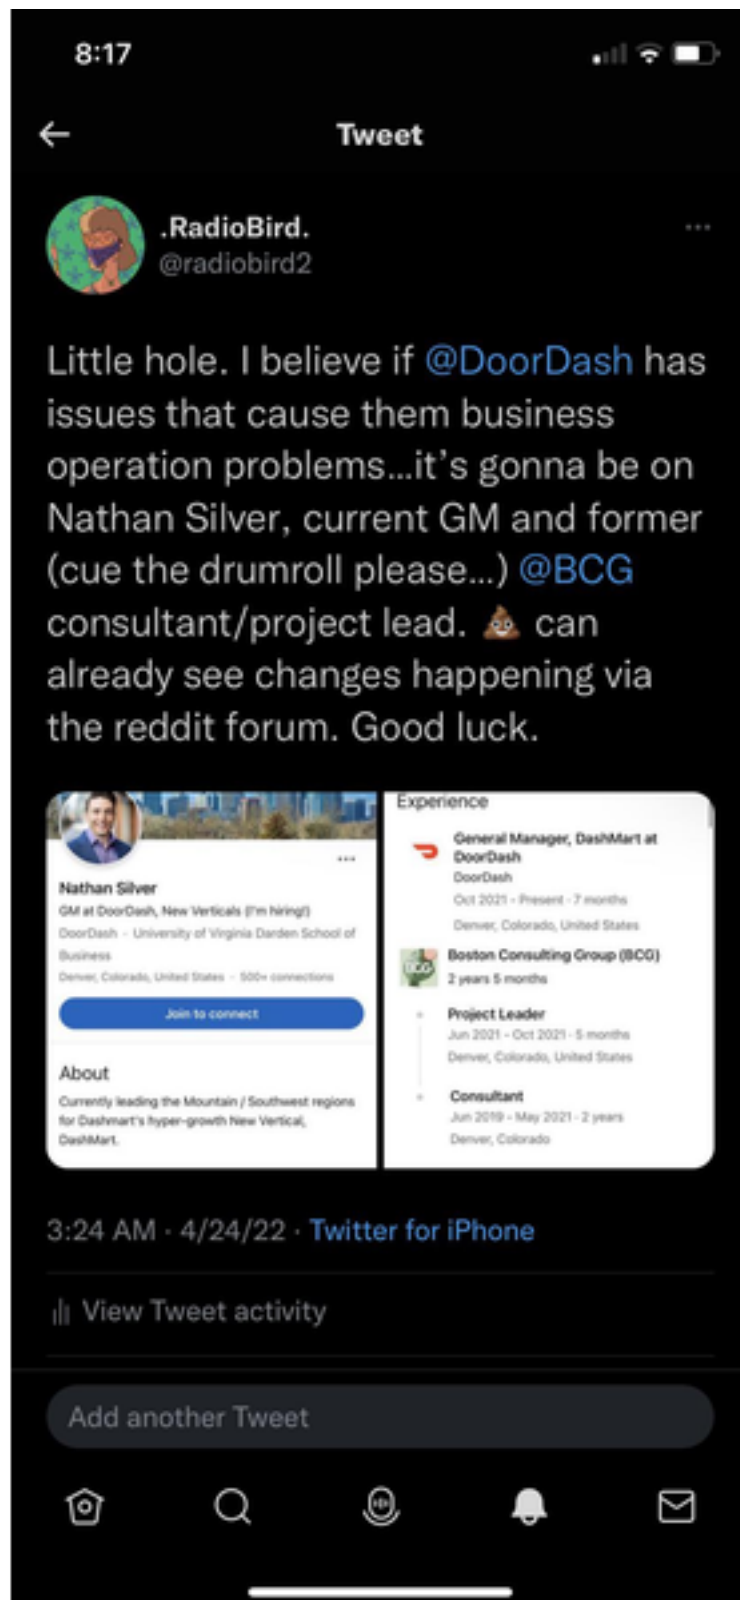 8:17
Tweet
.RadioBird.
@radiobird2
Little hole. I believe if @DoorDash has
issues that cause them business
operation problems...it’s gonna be on
Nathan Silver, current GM and former
(cue the drumroll please...) @BCG
consultant/project lead. 💩 can
already see changes happening via
the reddit forum. Good luck.
Nathan Silver
GM at DoorDash, New Verticals (I'm hiring!)
DoorDash - University of Virginia Darden School of
Business
Denver, Colorado, United States - 500+ connections
Join to connect
About
Currently leading the Mountain / Southwest regions
for Dashmart's hyper-growth New Vertical,
DashMart.
Experience
General Manager, DashMart at
DoorDash
DoorDash
Oct 2021 - Present · 7 months
Denver, Colorado, United States
BCG
Boston Consulting Group (BCG)
2 years 5 months
Project Leader
Jun 2021 - Oct 2021 · 5 months
Denver, Colorado, United States
Consultant
Jun 2019 - May 2021 · 2 years
Denver, Colorado
3:24 AM · 4/24/22 · Twitter for iPhone
View Tweet activity
Add another Tweet